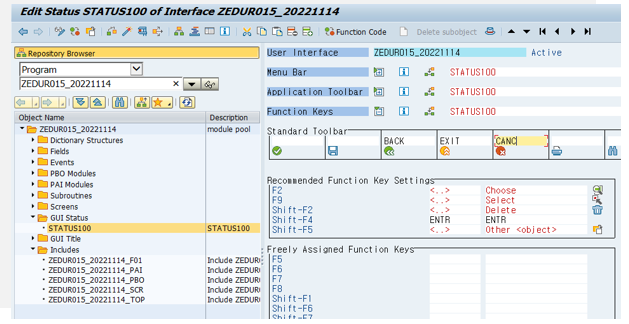 Edit Status STATUS100 of Interface ZEDUR015_20221114
Function Code Delete subobject
Repository Browser
Program
ZEDUR015_20221114
Object Name Description
ZEDUR015_20221114 module pool
Dictionary Structures
Fields
Events
PBO Modules
PAI Modules
Subroutines
Screens
GUI Status
STATUS100 STATUS100
GUI Title
Includes
ZEDUR015_20221114_F01 Include ZEDUR
ZEDUR015_20221114_PAI Include ZEDUR
ZEDUR015_20221114_PBO Include ZEDUR
ZEDUR015_20221114_SCR Include ZEDUR
ZEDUR015_20221114_TOP Include ZEDUR
User Interface ZEDUR015_20221114 Active
Menu Bar STATUS100
Application Toolbar STATUS100
Function Keys STATUS100
Standard Toolbar
BACK EXIT CANC
Recommended Function Key Settings
F2 <..> Choose
F9 <..> Select
Shift-F2 <..> Delete
Shift-F4 ENTR ENTR
Shift-F5 <..> Other <object>
Freely Assigned Function Keys
F5
F6
F7
F8
Shift-F1
Shift-F6
Shift-F7